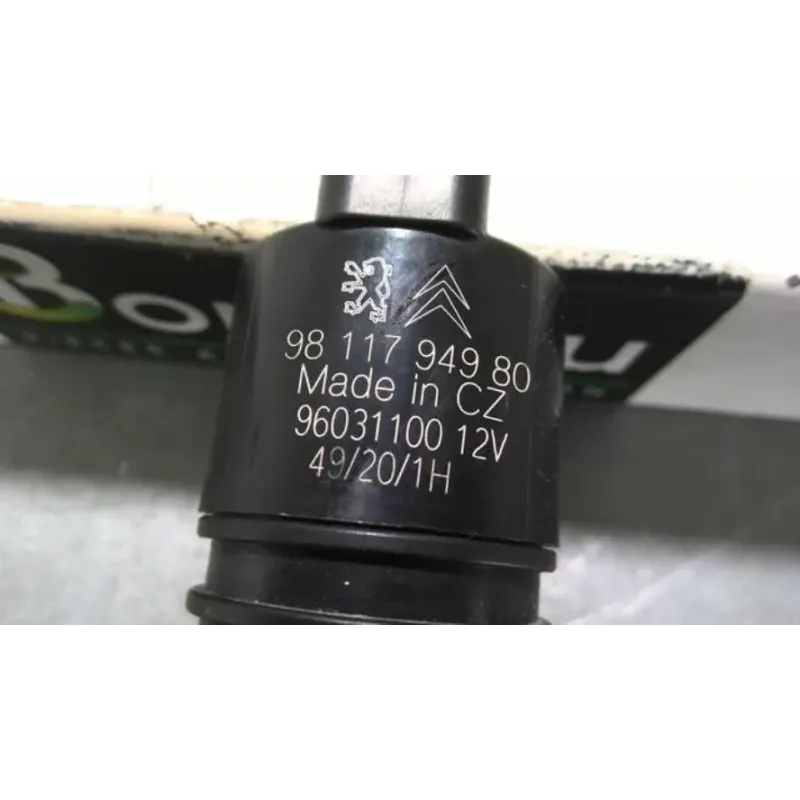 98 117 949 80
Made in CZ
96031100 12V
49/20/1H